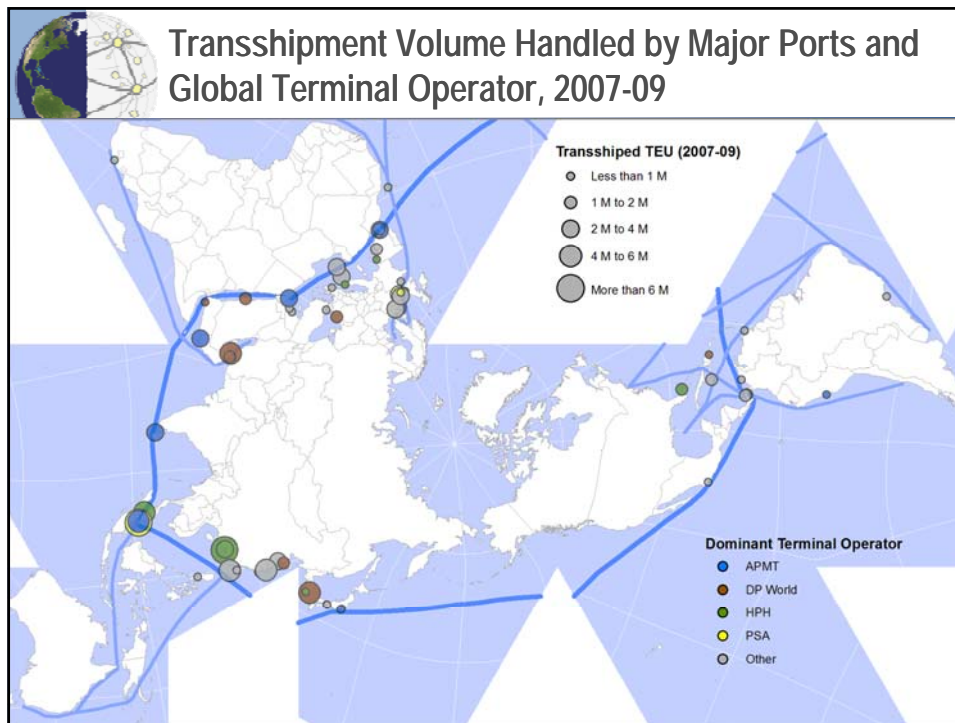 Transshipment Volume Handled by Major Ports and
Global Terminal Operator, 2007-09
Transshiped TEU (2007-09)
Less than 1 M
1 M to 2 M
2 M to 4 M
4 M to 6 M
More than 6 M
Dominant Terminal Operator
APMT
DP World
HPH
PSA
Other